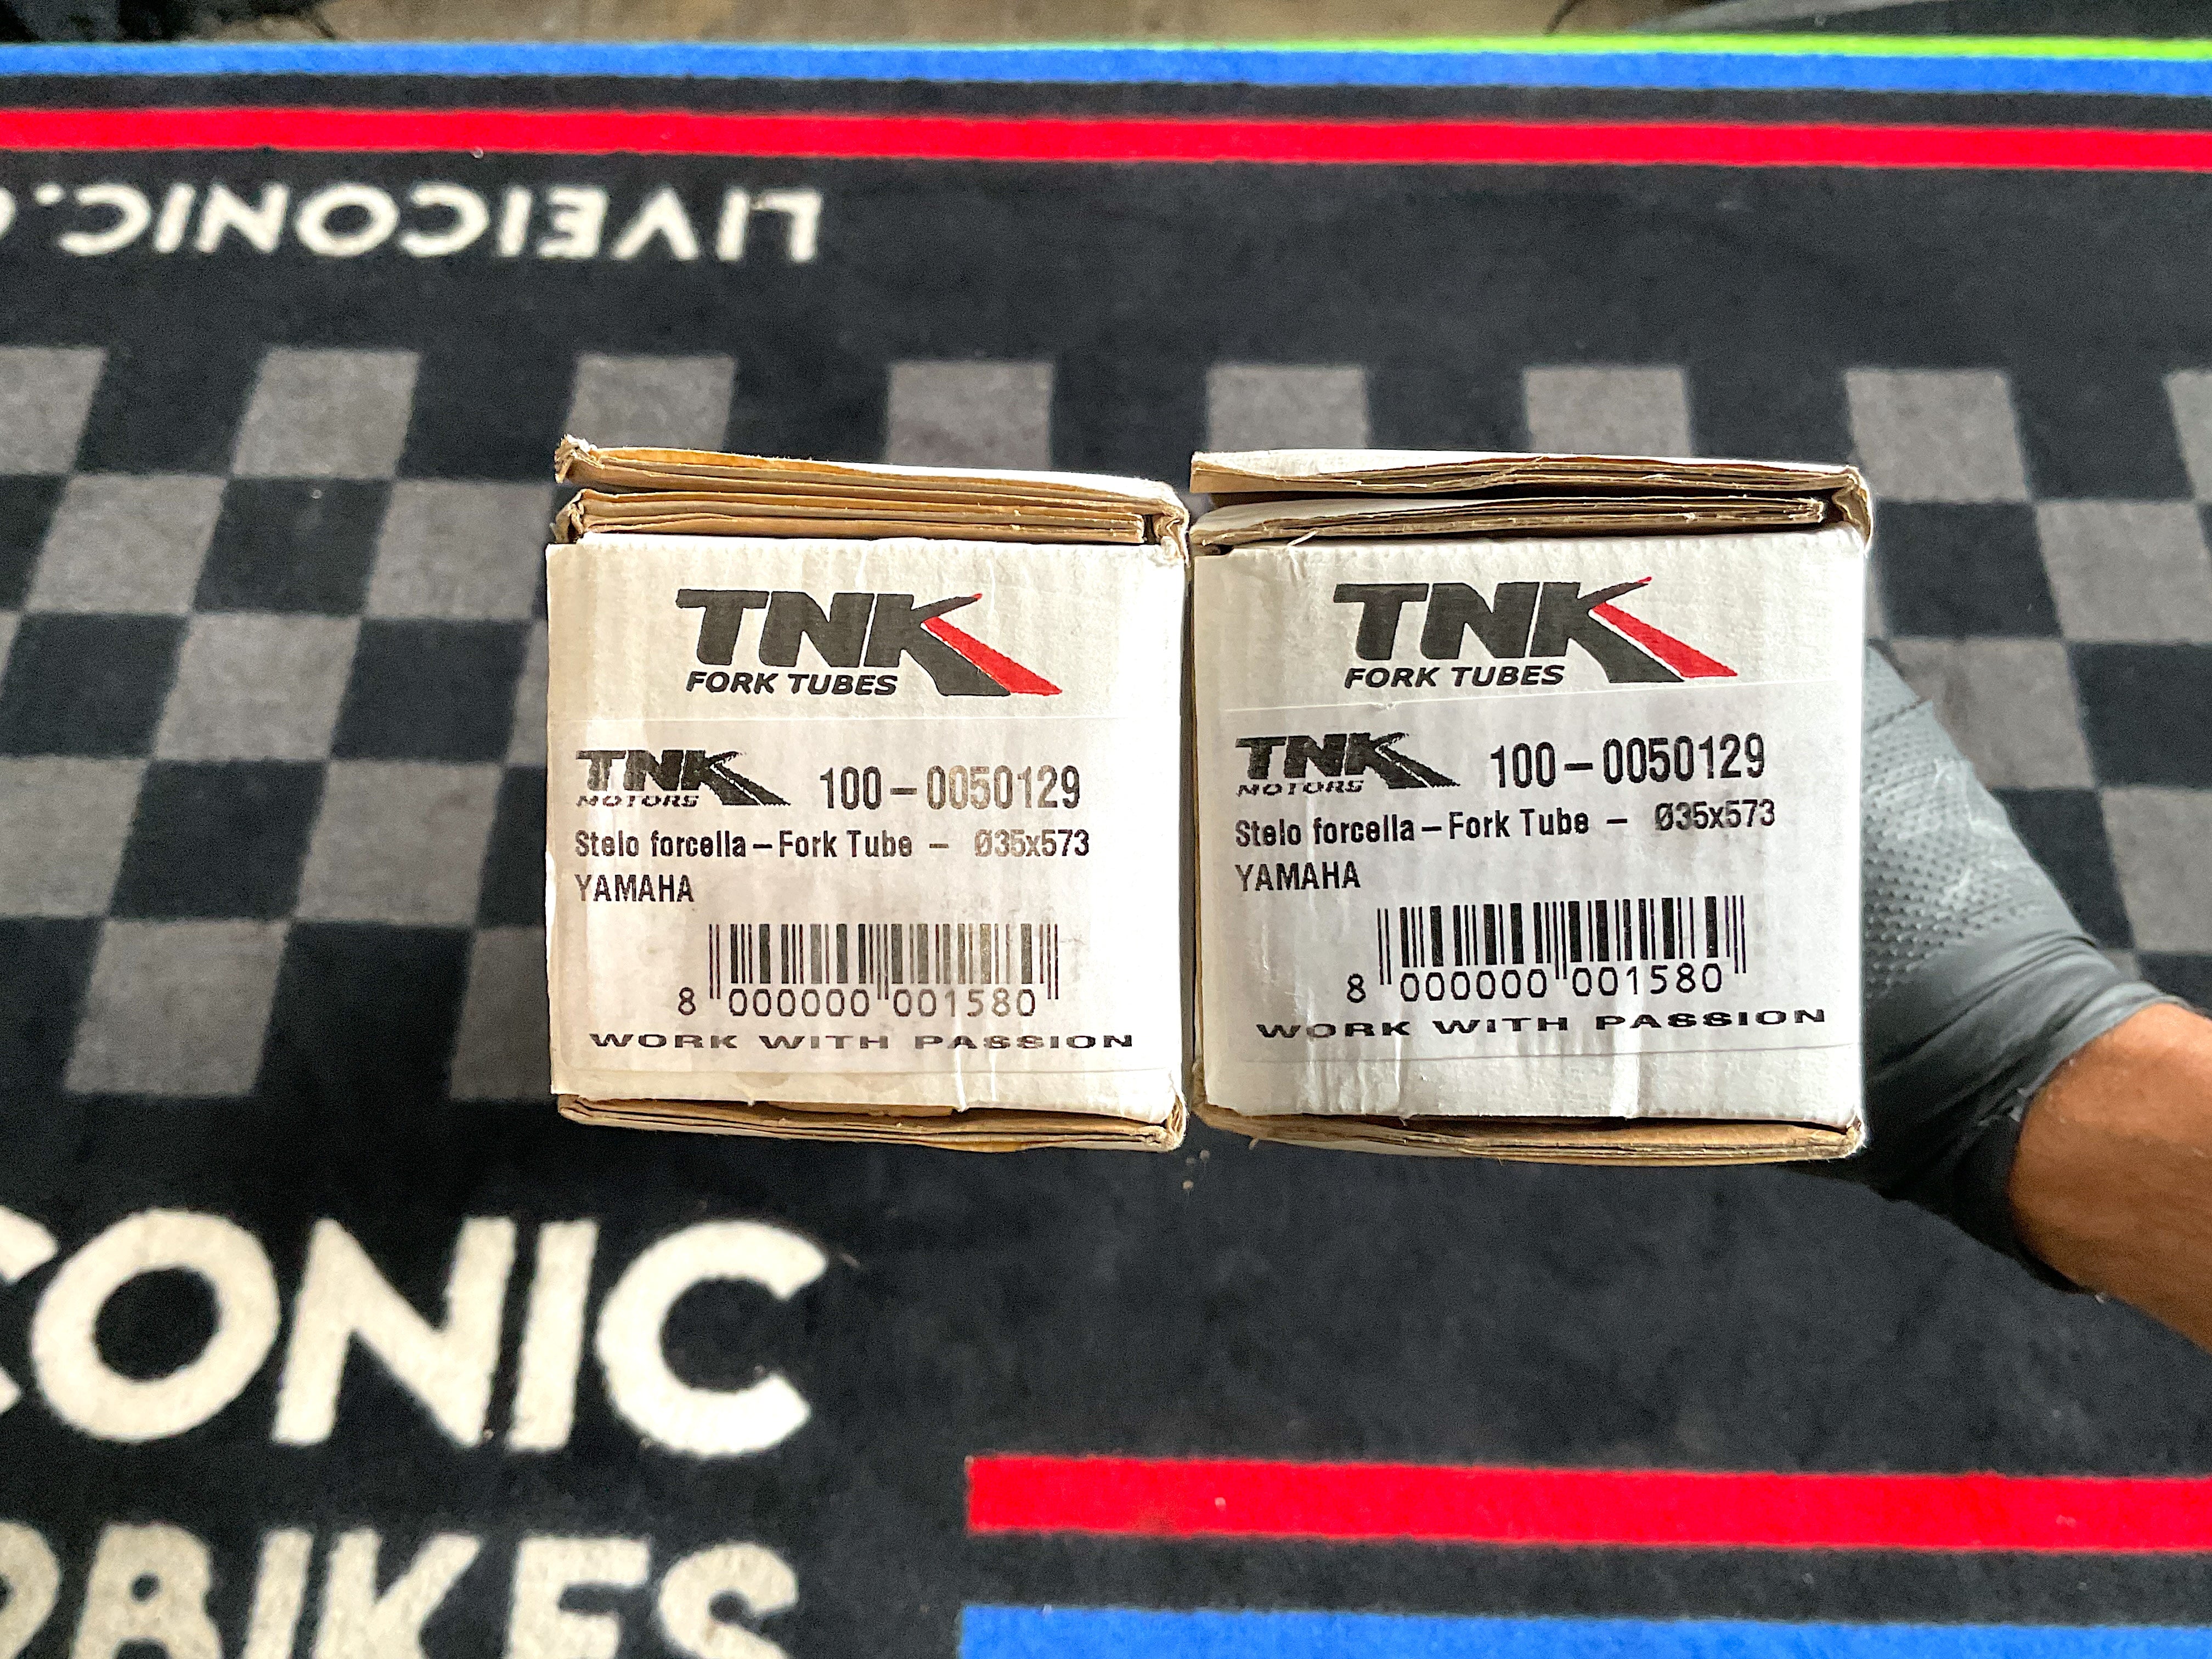 LIVEICONIC.
TNK
FORK TUBES
TNK
MOTORS
100-0050129
Stelo forcella-Fork Tube - Ø35x573
YAMAHA
8 000000 001580
WORK WITH PASSION
TNK
FORK TUBES
TNK
MOTORS
100-0050129
Stelo forcella-Fork Tube - Ø35x573
YAMAHA
8 000000 001580
WORK WITH PASSION
CONIC
RBIKES